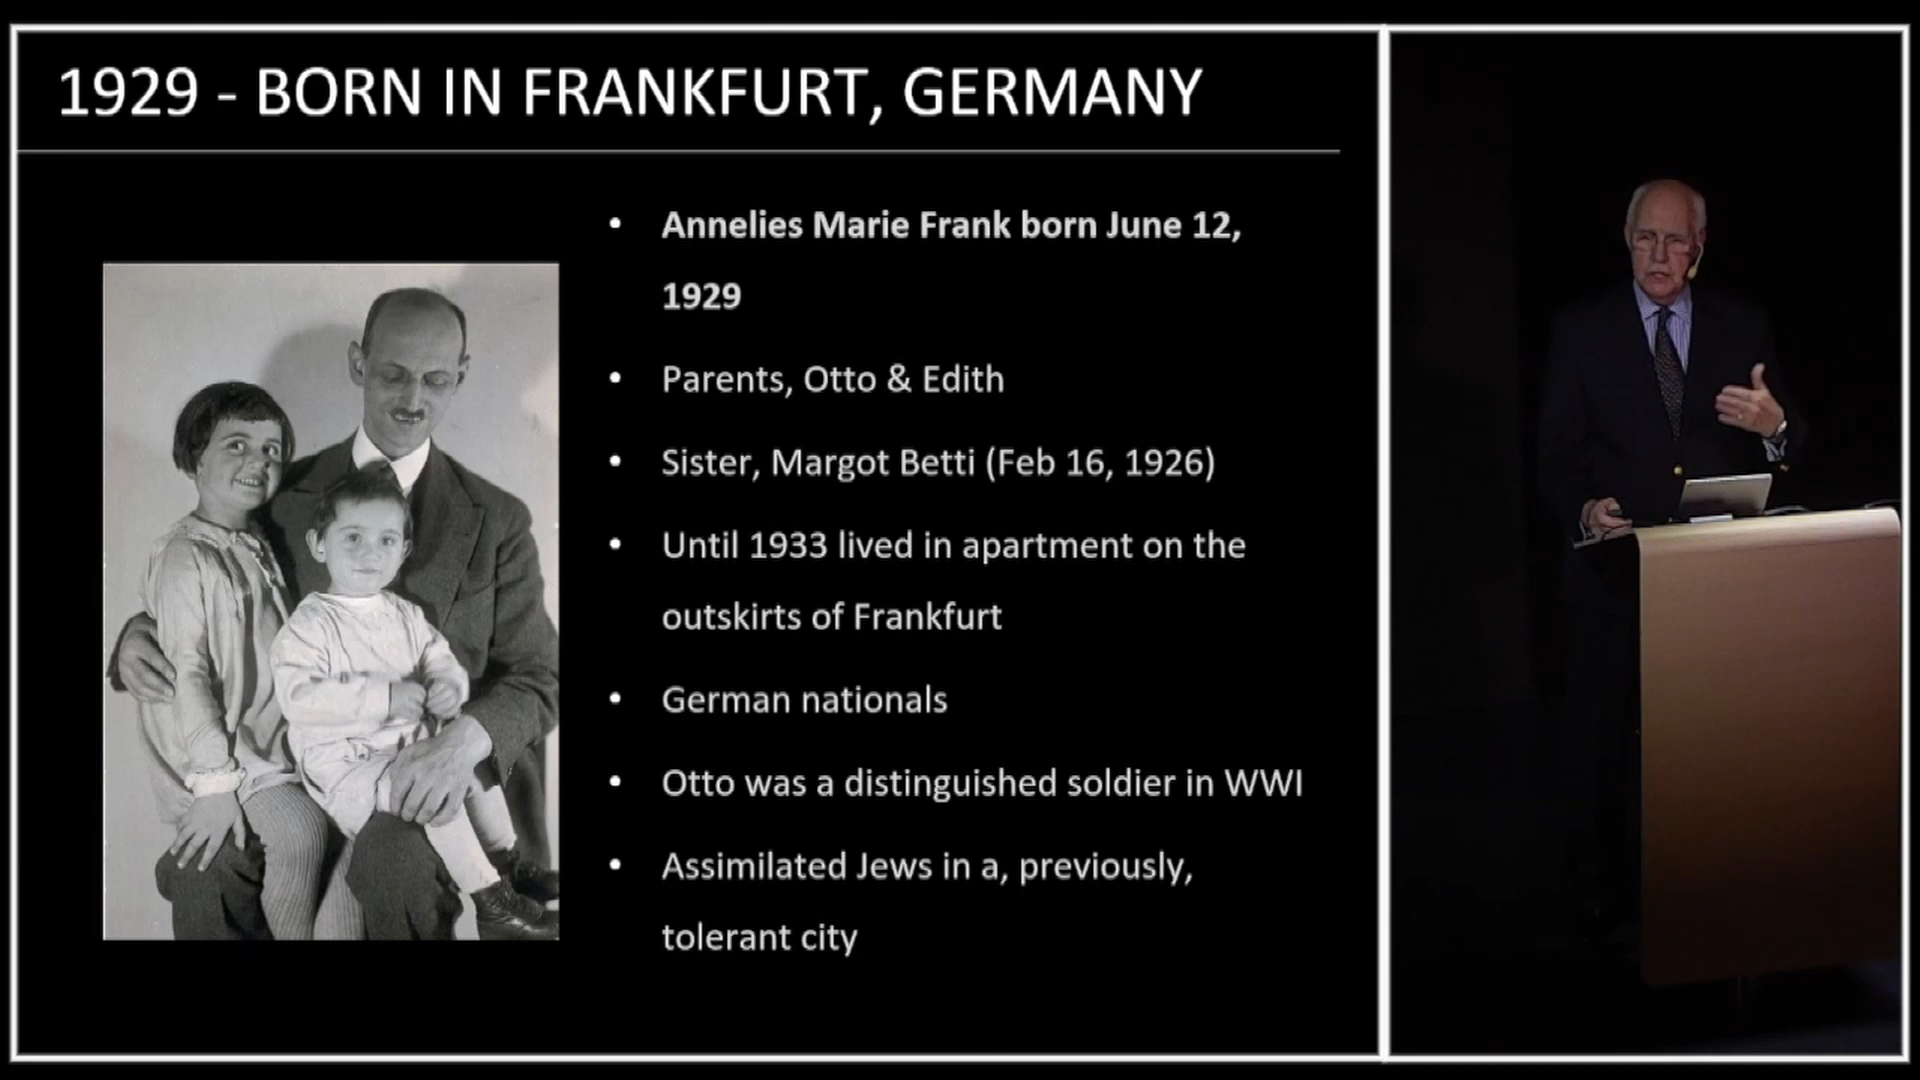 1929 - BORN IN FRANKFURT, GERMANY
• Annelies Marie Frank born June 12,
1929
• Parents, Otto & Edith
• Sister, Margot Betti (Feb 16, 1926)
• Until 1933 lived in apartment on the
outskirts of Frankfurt
• German nationals
• Otto was a distinguished soldier in WWI
• Assimilated Jews in a, previously,
tolerant city